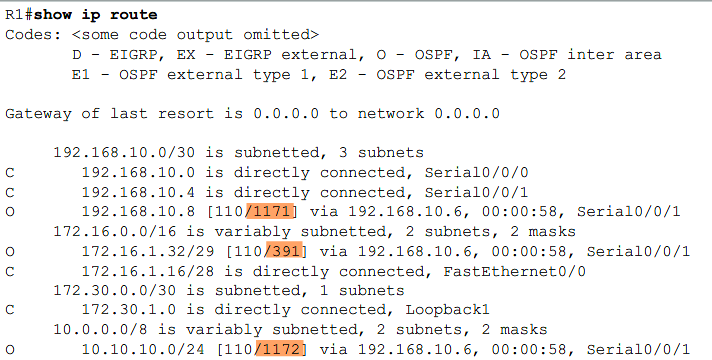 R1#show ip route
Codes: <some code output omitted>
D - EIGRP, EX - EIGRP external, O - OSPF, IA - OSPF inter area
E1 - OSPF external type 1, E2 - OSPF external type 2
Gateway of last resort is 0.0.0.0 to network 0.0.0.0
192.168.10.0/30 is subnetted, 3 subnets
C 192.168.10.0 is directly connected, Serial0/0/0
C 192.168.10.4 is directly connected, Serial0/0/1
O 192.168.10.8 [110/1171] via 192.168.10.6, 00:00:58, Serial0/0/1
172.16.0.0/16 is variably subnetted, 2 subnets, 2 masks
O 172.16.1.32/29 [110/391] via 192.168.10.6, 00:00:58, Serial0/0/1
C 172.16.1.16/28 is directly connected, FastEthernet0/0
172.30.0.0/30 is subnetted, 1 subnets
C 172.30.1.0 is directly connected, Loopback1
10.0.0.0/8 is variably subnetted, 2 subnets, 2 masks
O 10.10.10.0/24 [110/1172] via 192.168.10.6, 00:00:58, Serial0/0/1